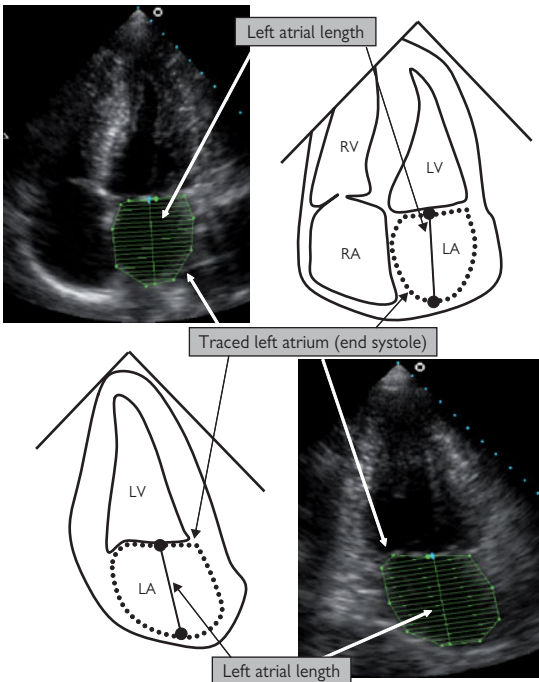 Left atrial length
RV
LV
RA
LA
Traced left atrium (end systole)
LV
LA
Left atrial length